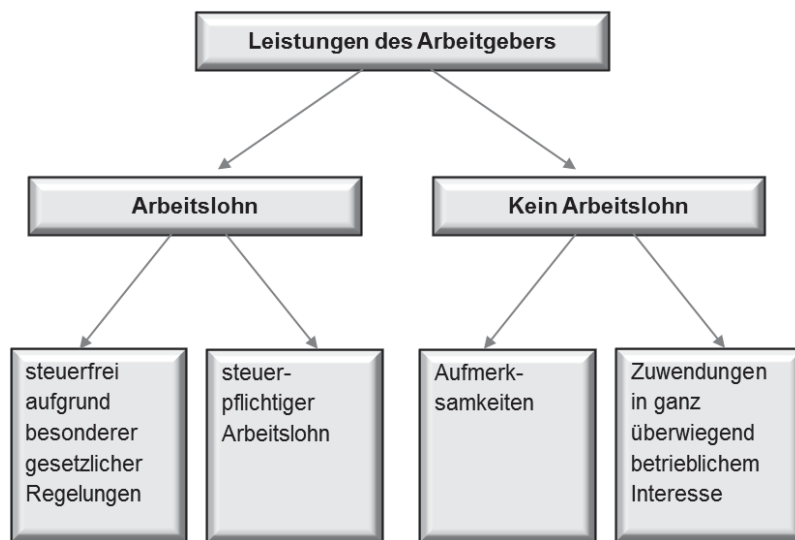 Leistungen des Arbeitgebers
Arbeitslohn
Kein Arbeitslohn
steuerfrei
aufgrund
besonderer
gesetzlicher
Regelungen
steuer-
pflichtiger
Arbeitslohn
Aufmerk-
samkeiten
Zuwendungen
in ganz
überwiegend
betrieblichem
Interesse